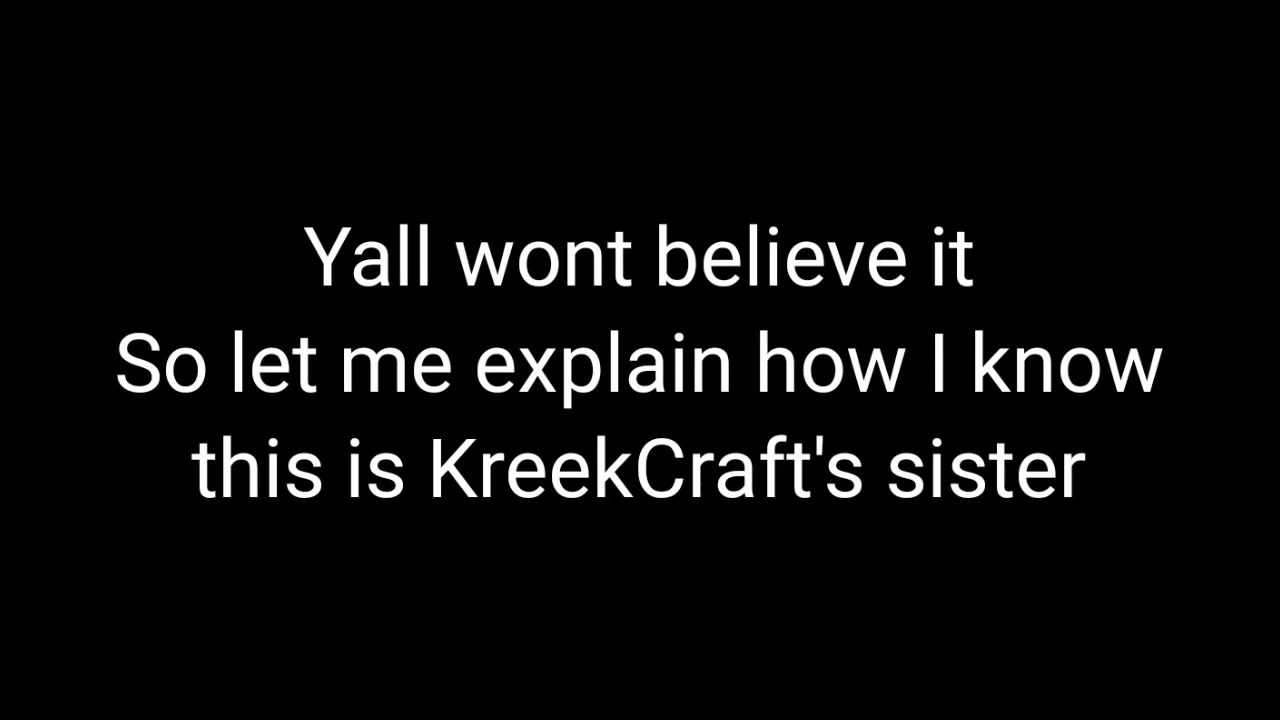 Yall wont believe it
So let me explain how I know
this is KreekCraft's sister